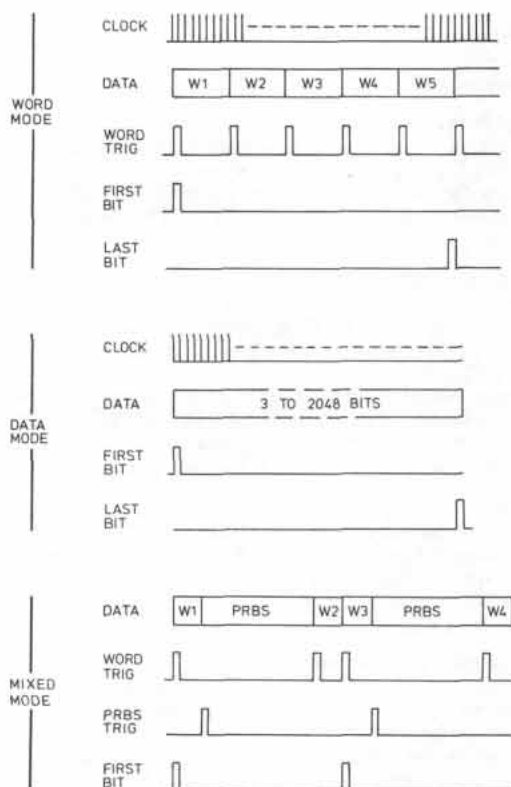 WORD
MODE
CLOCK
DATA
W1 W2 W3 W4 W5
WORD
TRIG
FIRST
BIT
LAST
BIT
DATA
MODE
CLOCK
DATA
3 TO 2048 BITS
FIRST
BIT
LAST
BIT
MIXED
MODE
DATA
W1 PRBS W2 W3 PRBS W4
WORD
TRIG
PRBS
TRIG
FIRST
BIT